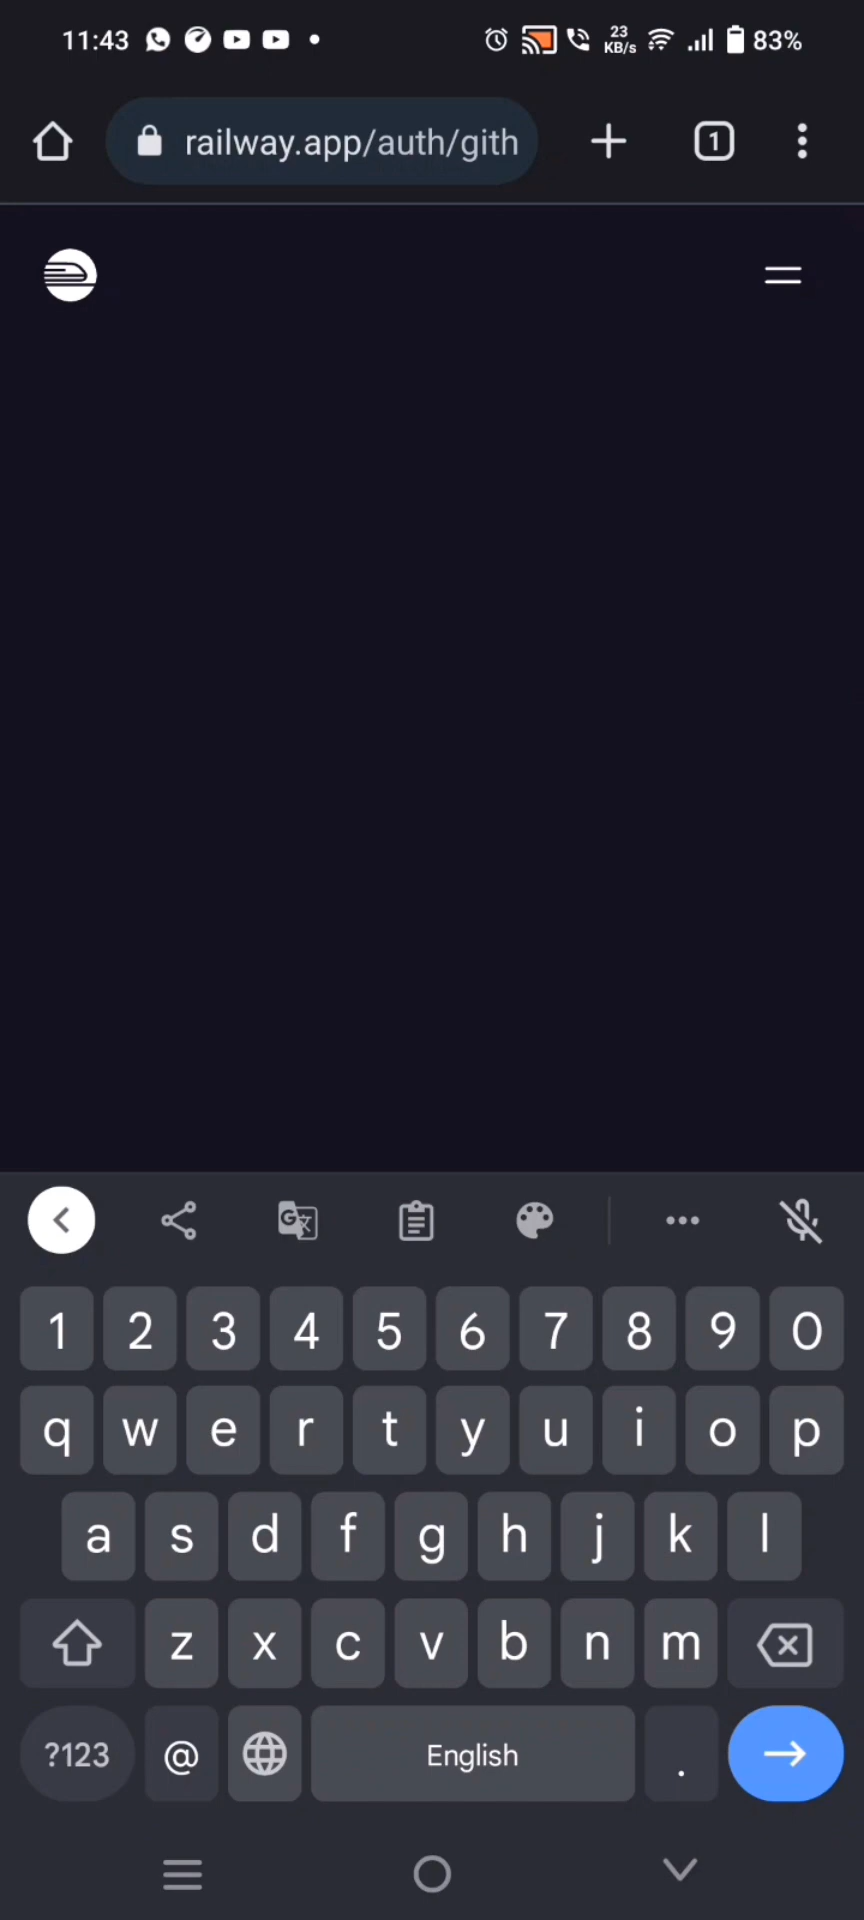 11:43
23
KB/s
83%
railway.app/auth/gith
1
1 2 3 4 5 6 7 8 9 0
q w e r t y u i o p
a s d f g h j k l
z x c v b n m
?123 @ English .